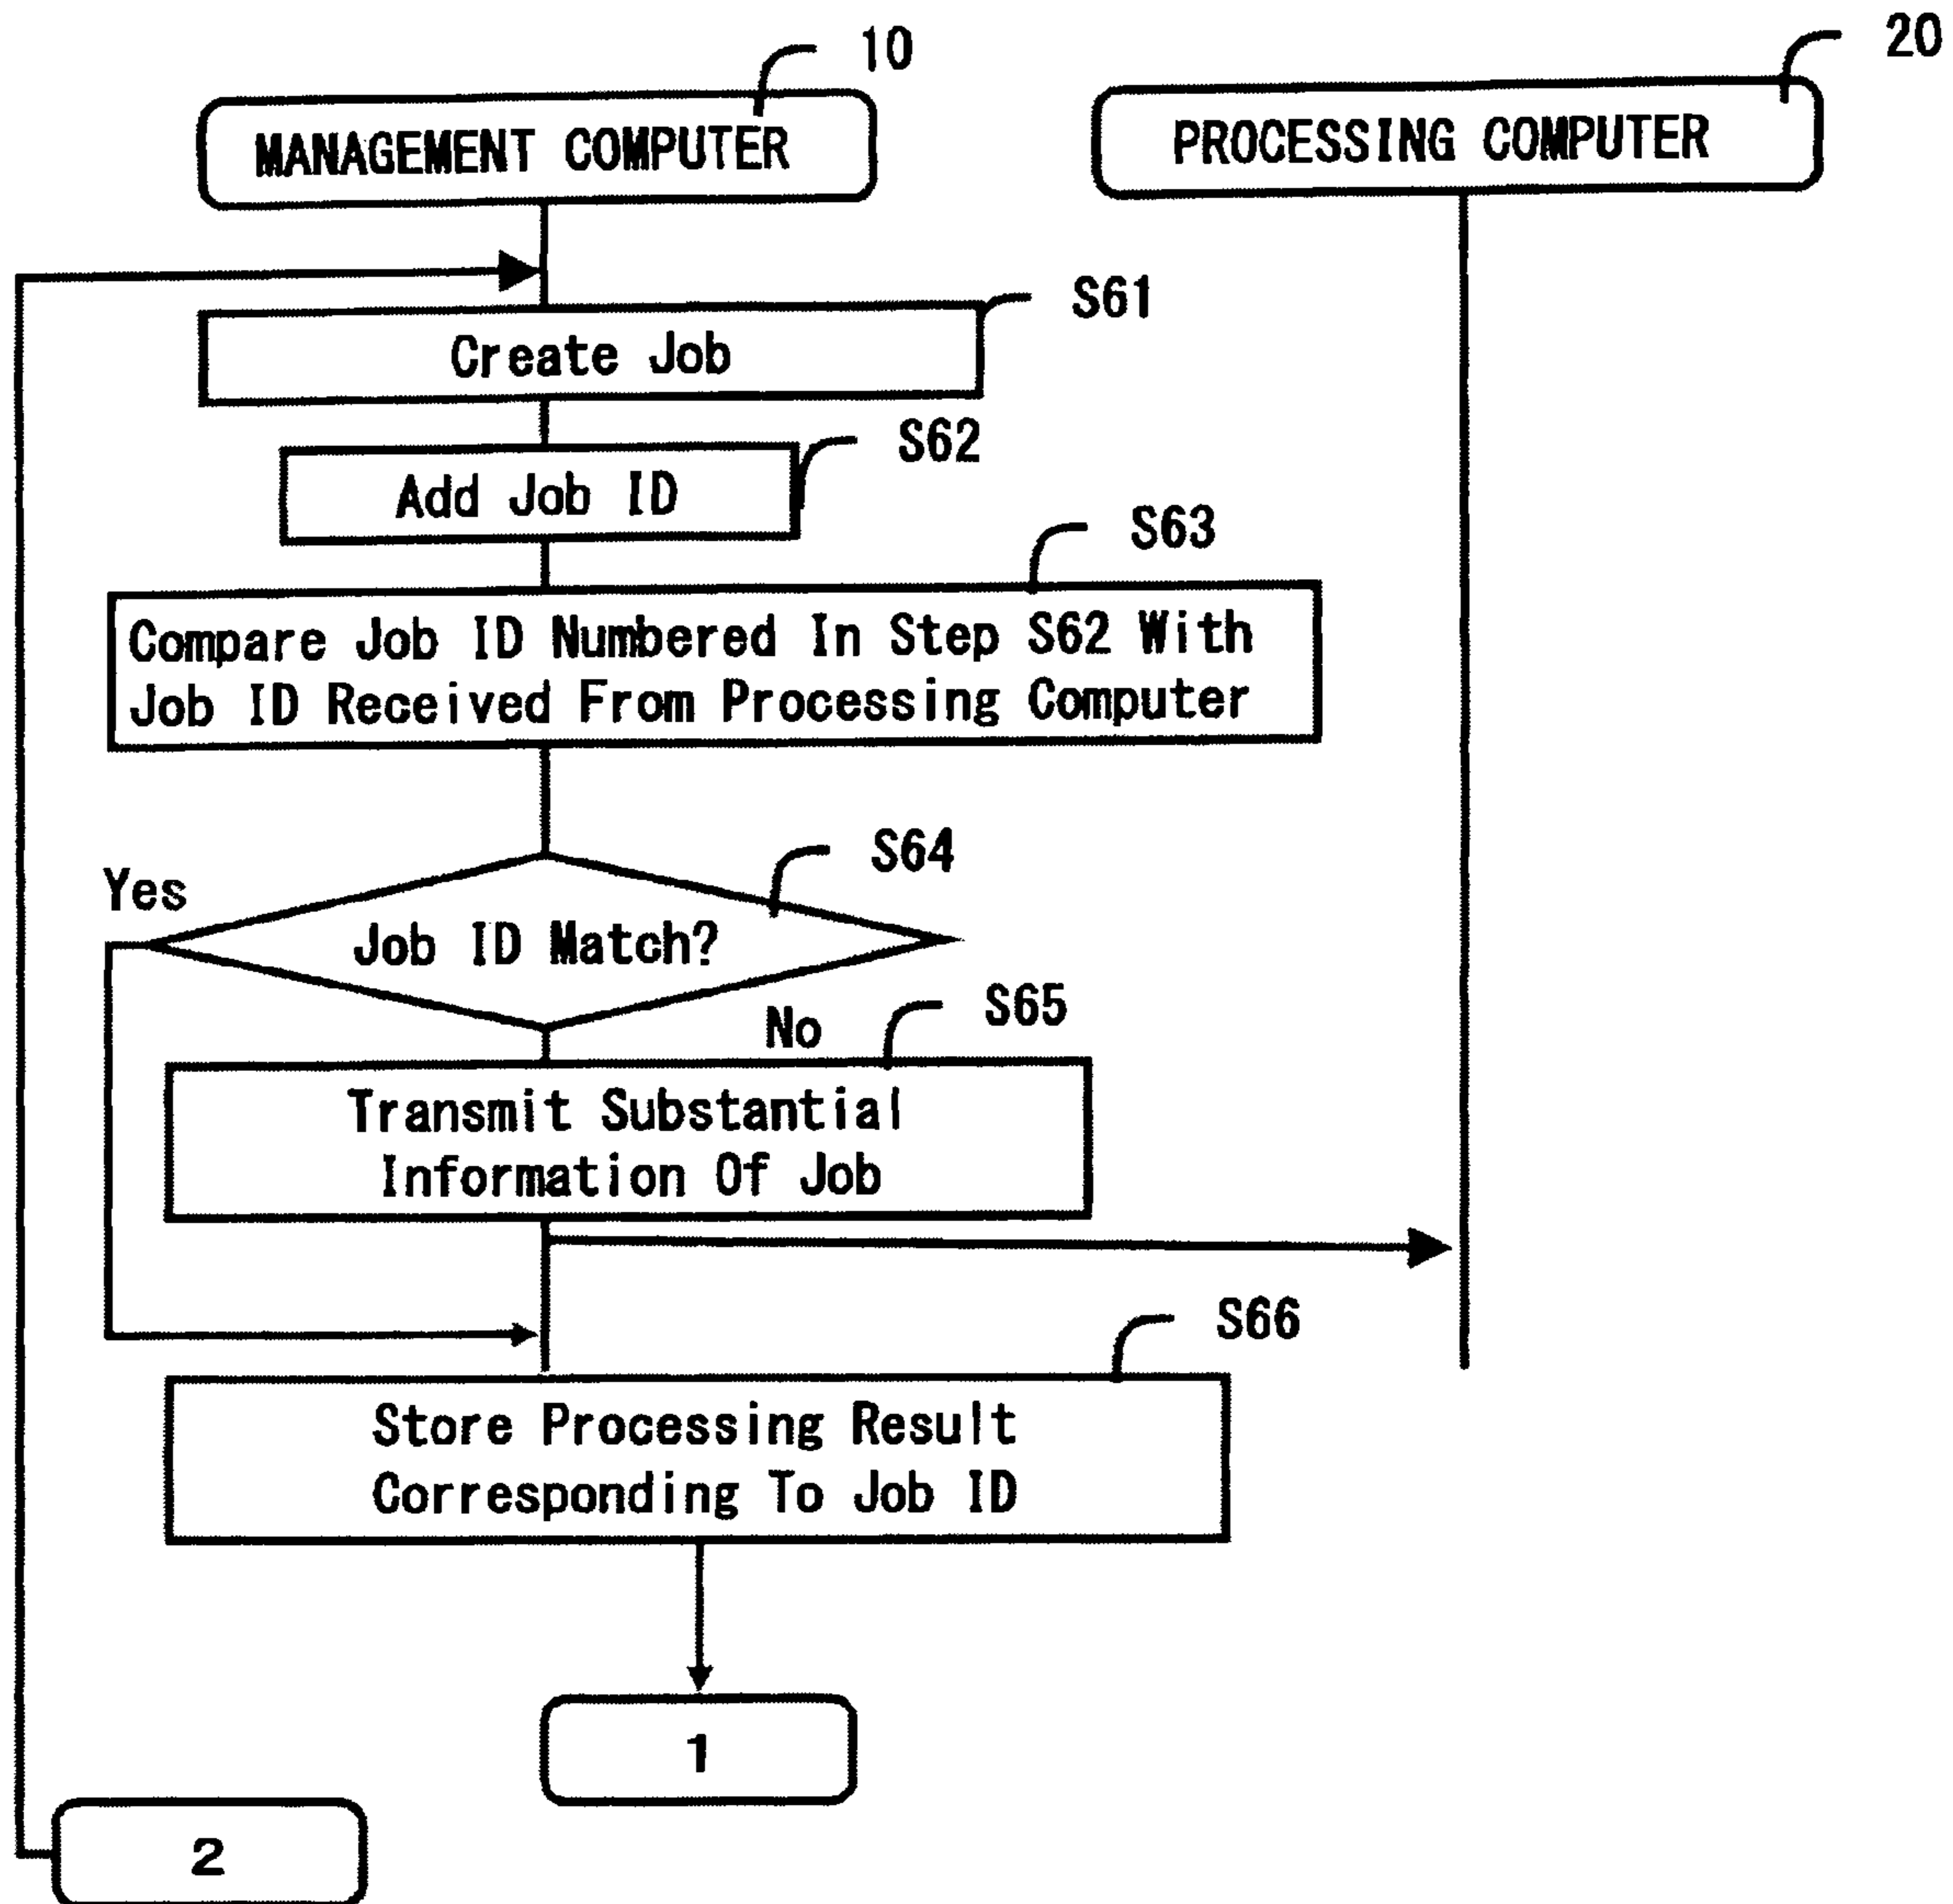 10
20
MANAGEMENT COMPUTER
PROCESSING COMPUTER
S61
Create Job
S62
Add Job ID
S63
Compare Job ID Numbered In Step S62 With
Job ID Received From Processing Computer
S64
Yes
Job ID Match?
No
S65
Transmit Substantial
Information Of Job
S66
Store Processing Result
Corresponding To Job ID
1
2